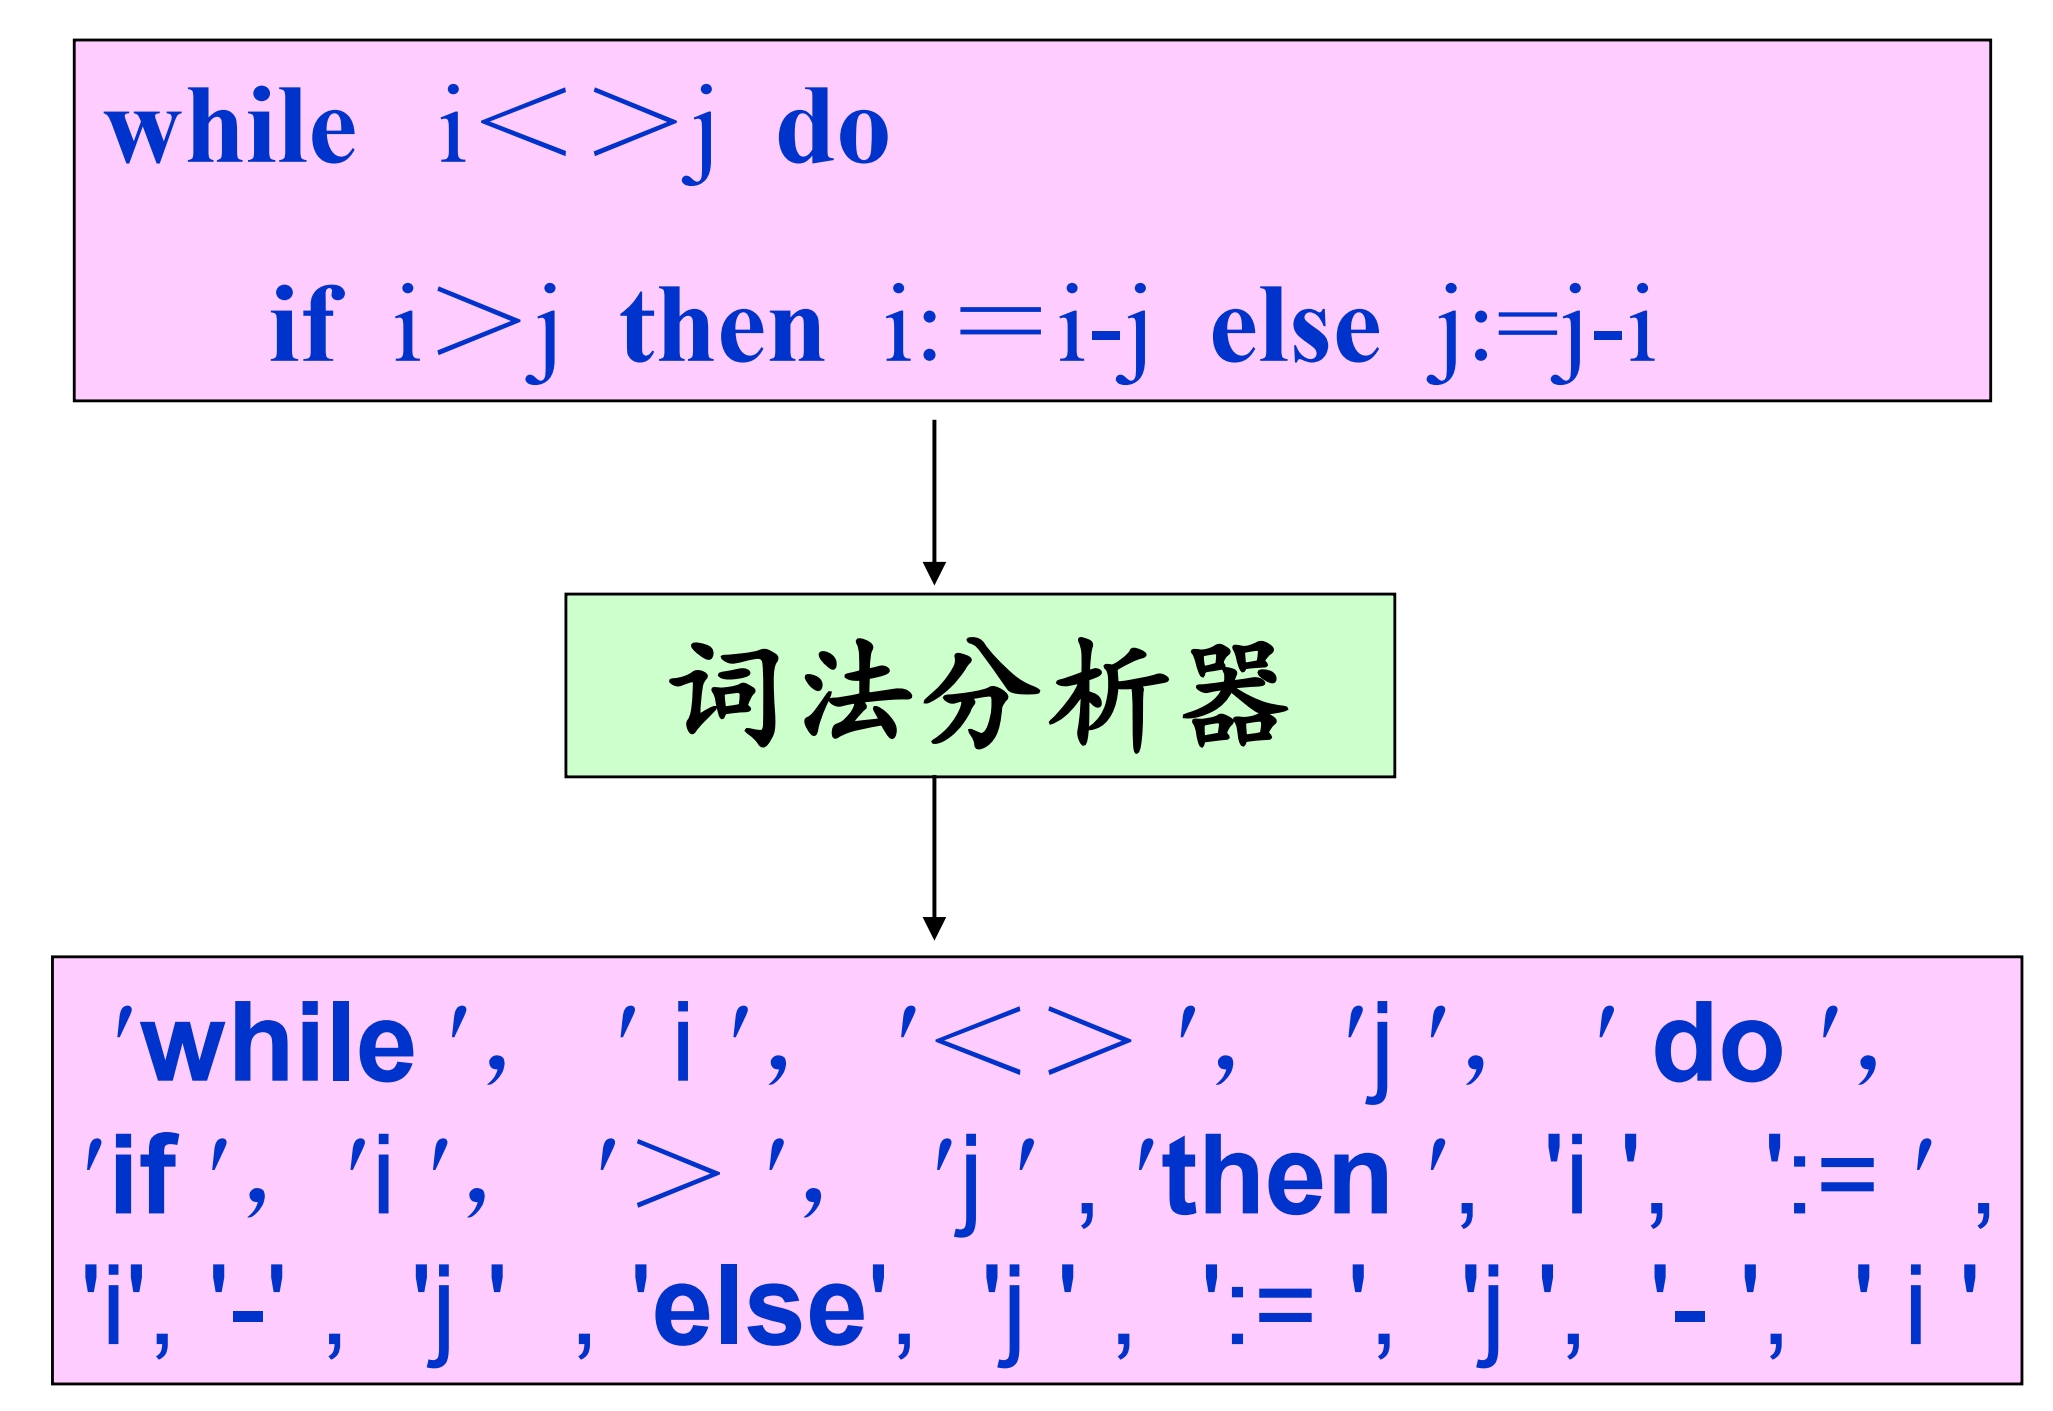 while i＜＞j do
if i＞j then i:＝i-j else j:=j-i
词法分析器
′while ′， ′ i ′， ′＜＞ ′， ′j ′， ′ do ′，
′if ′， ′i ′， ′＞ ′， ′j ′ , ′then ′, 'i ', ':= ′ ,
'i', '-' , 'j ' , 'else', 'j ' , ':= ', 'j ', '- ', ' i '